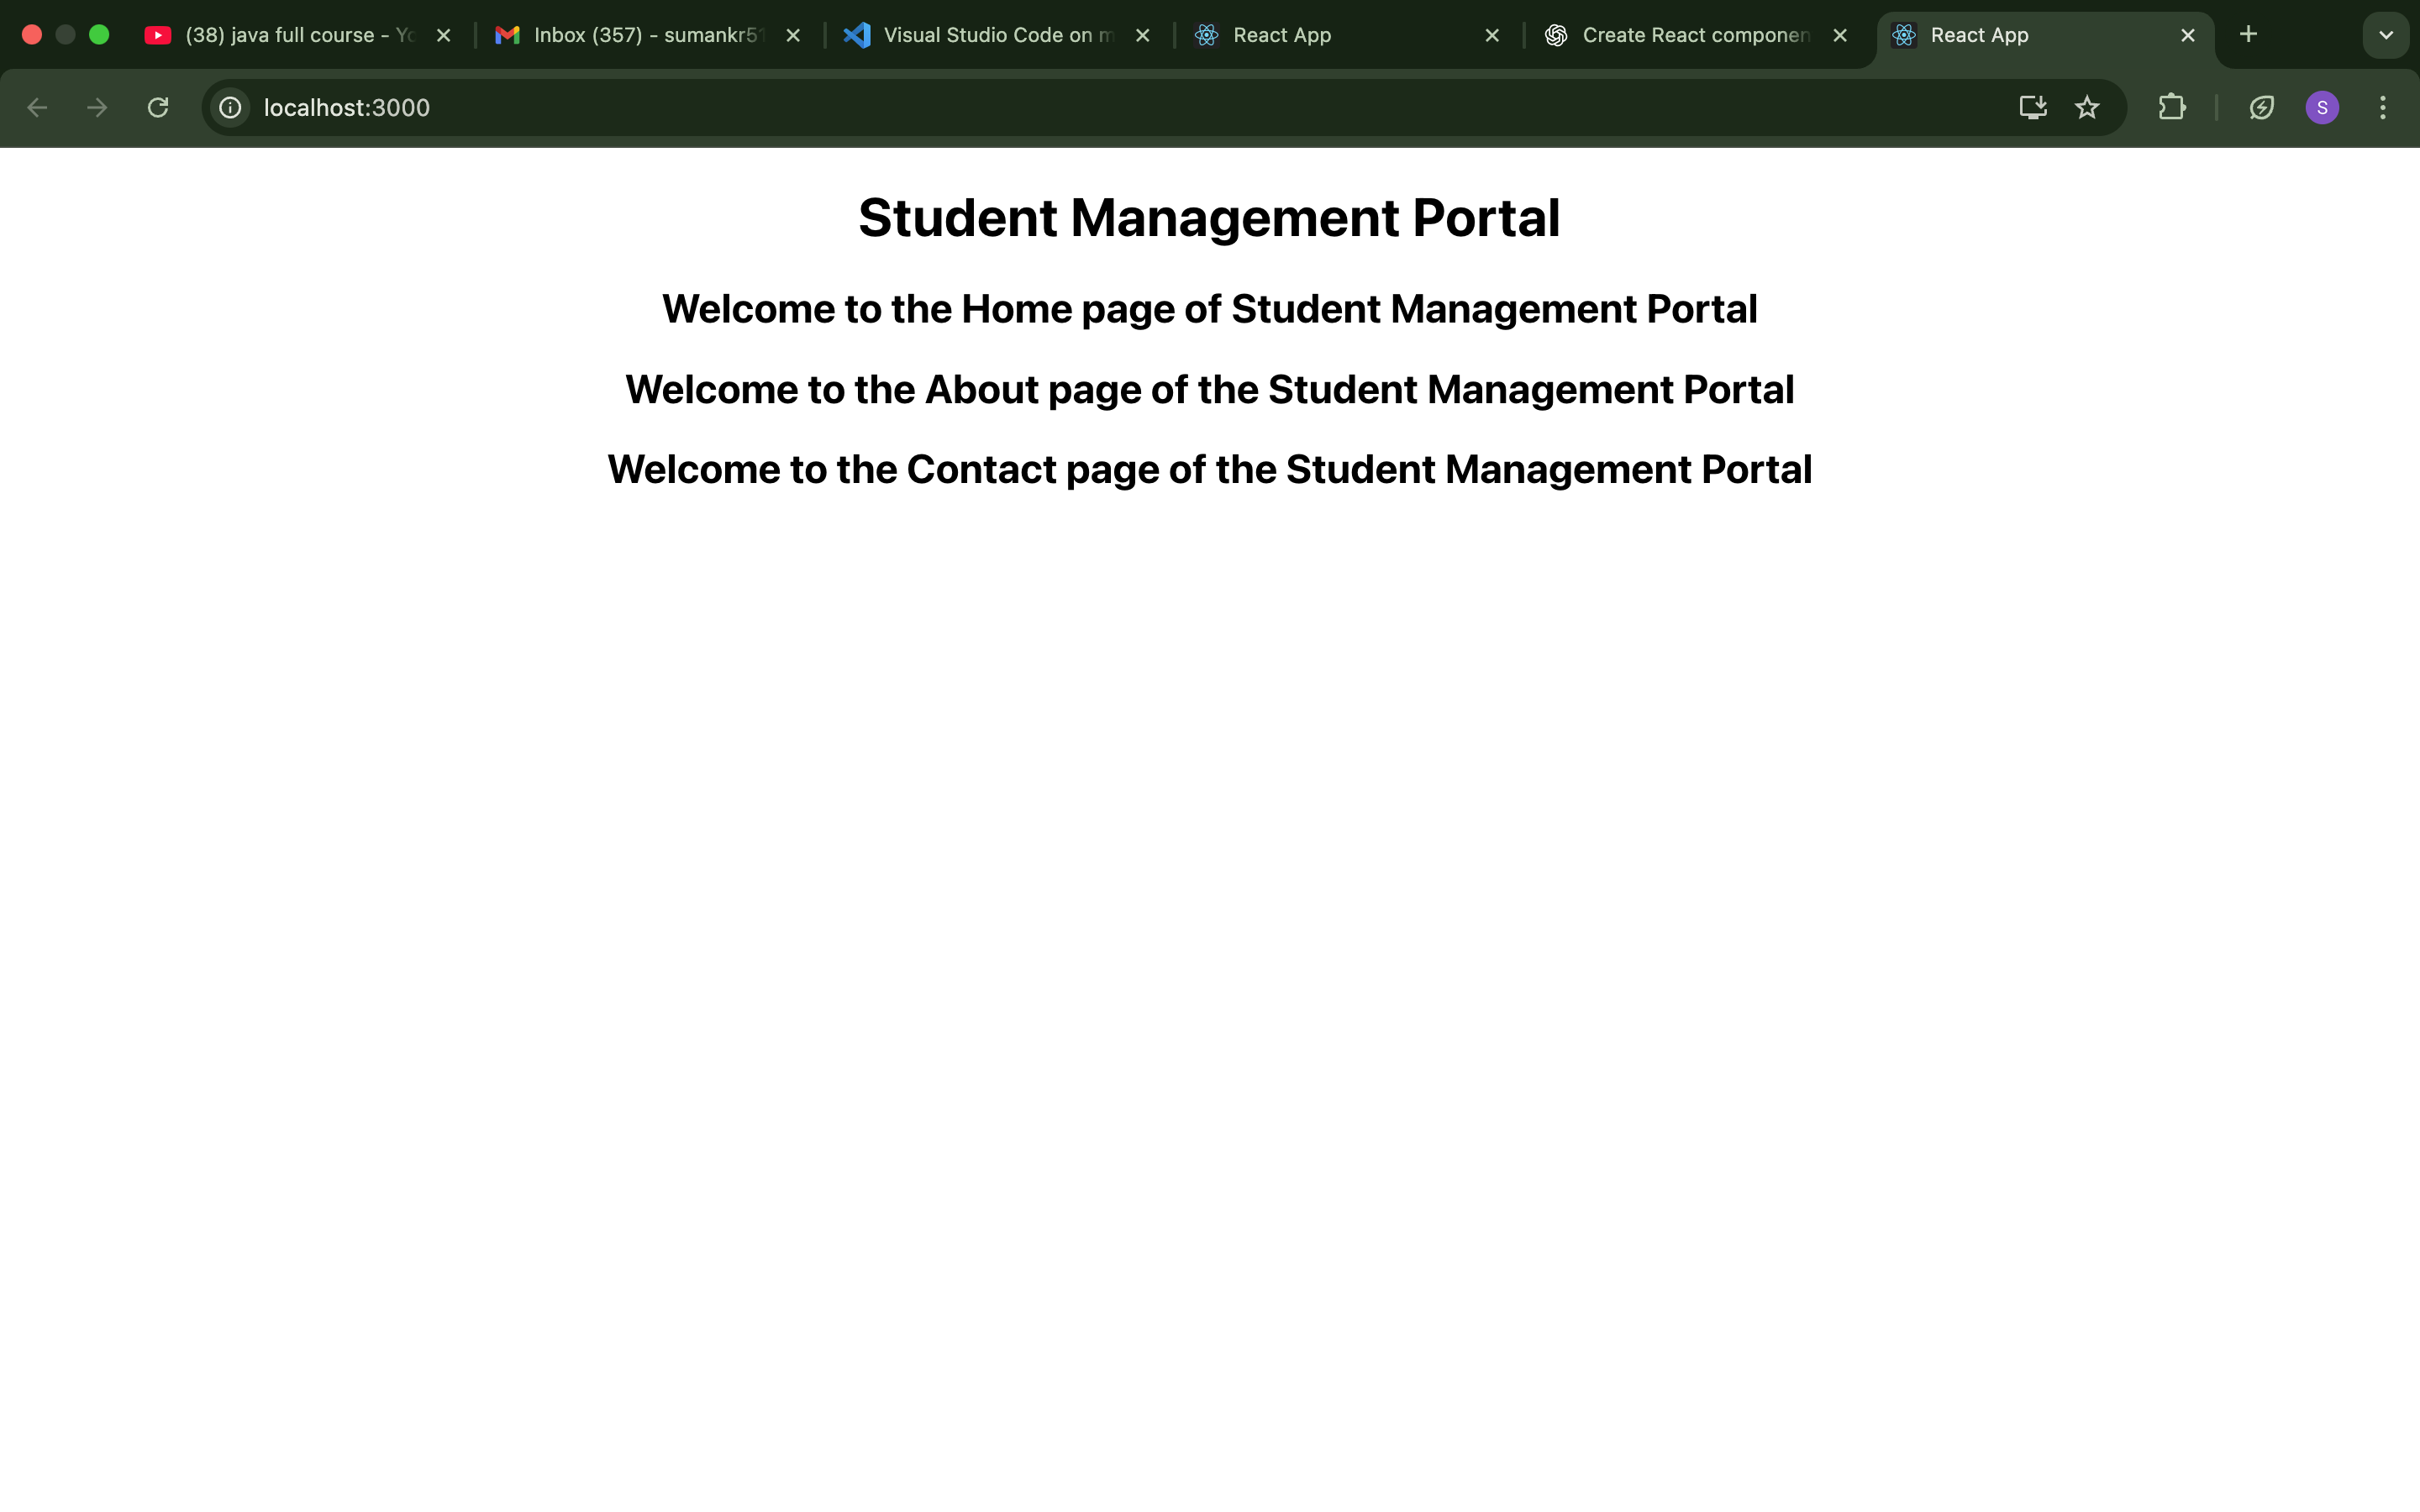 (38) java full course - Yo
Inbox (357) - sumankr51
Visual Studio Code on m
React App
Create React componen
React App
localhost:3000
S
Student Management Portal
Welcome to the Home page of Student Management Portal
Welcome to the About page of the Student Management Portal
Welcome to the Contact page of the Student Management Portal